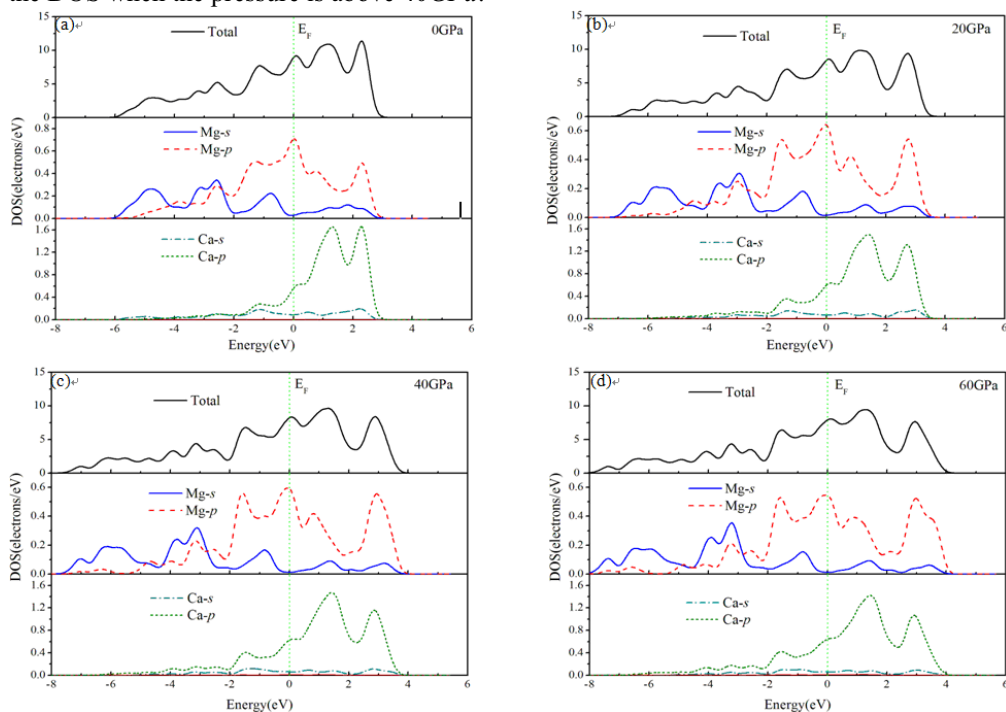 the DOS when the pressure is above 40GPa.
(a) Total E_F 0GPa
15
10
5
0
Mg-s
Mg-p
0.8
0.6
0.4
0.2
0.0
Ca-s
Ca-p
1.6
1.2
0.8
0.4
0.0
DOS(electrons/eV)
-8 -6 -4 -2 0 2 4 6
Energy(eV)
(b) Total E_F 20GPa
15
10
5
0
Mg-s
Mg-p
0.6
0.4
0.2
0.0
Ca-s
Ca-p
1.6
1.2
0.8
0.4
0.0
DOS(electrons/eV)
-8 -6 -4 -2 0 2 4 6
Energy(eV)
(c) Total E_F 40GPa
15
10
5
0
Mg-s
Mg-p
0.6
0.4
0.2
0.0
Ca-s
Ca-p
1.6
1.2
0.8
0.4
0.0
DOS(electrons/eV)
-8 -6 -4 -2 0 2 4 6
Energy(eV)
(d) Total E_F 60GPa
15
10
5
0
Mg-s
Mg-p
0.6
0.4
0.2
0.0
Ca-s
Ca-p
1.6
1.2
0.8
0.4
0.0
DOS(electrons/eV)
-8 -6 -4 -2 0 2 4 6
Energy(eV)